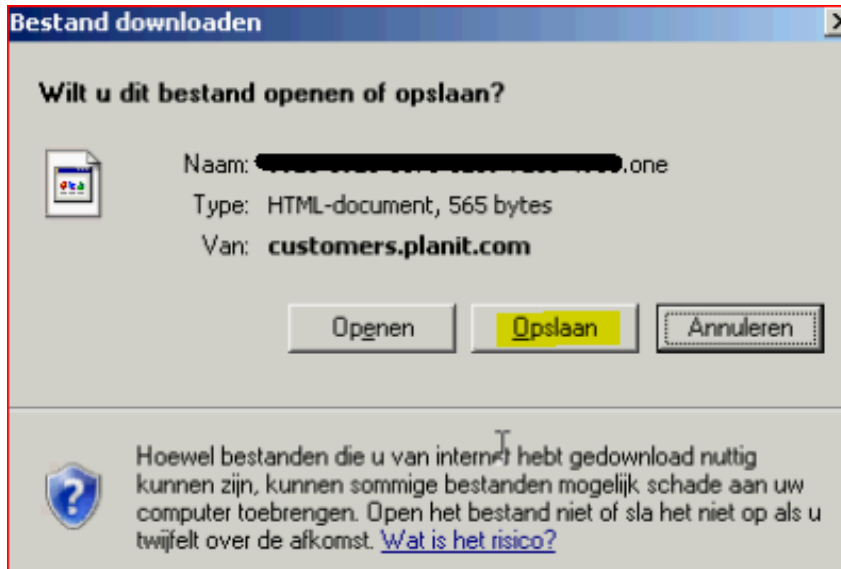 Bestand downloaden
Wilt u dit bestand openen of opslaan?
Naam: .one
Type: HTML-document, 565 bytes
Van: customers.planit.com
Openen Opslaan Annuleren
Hoewel bestanden die u van internet hebt gedownload nuttig
kunnen zijn, kunnen sommige bestanden mogelijk schade aan uw
computer toebrengen. Open het bestand niet of sla het niet op als u
twijfelt over de afkomst. Wat is het risico?